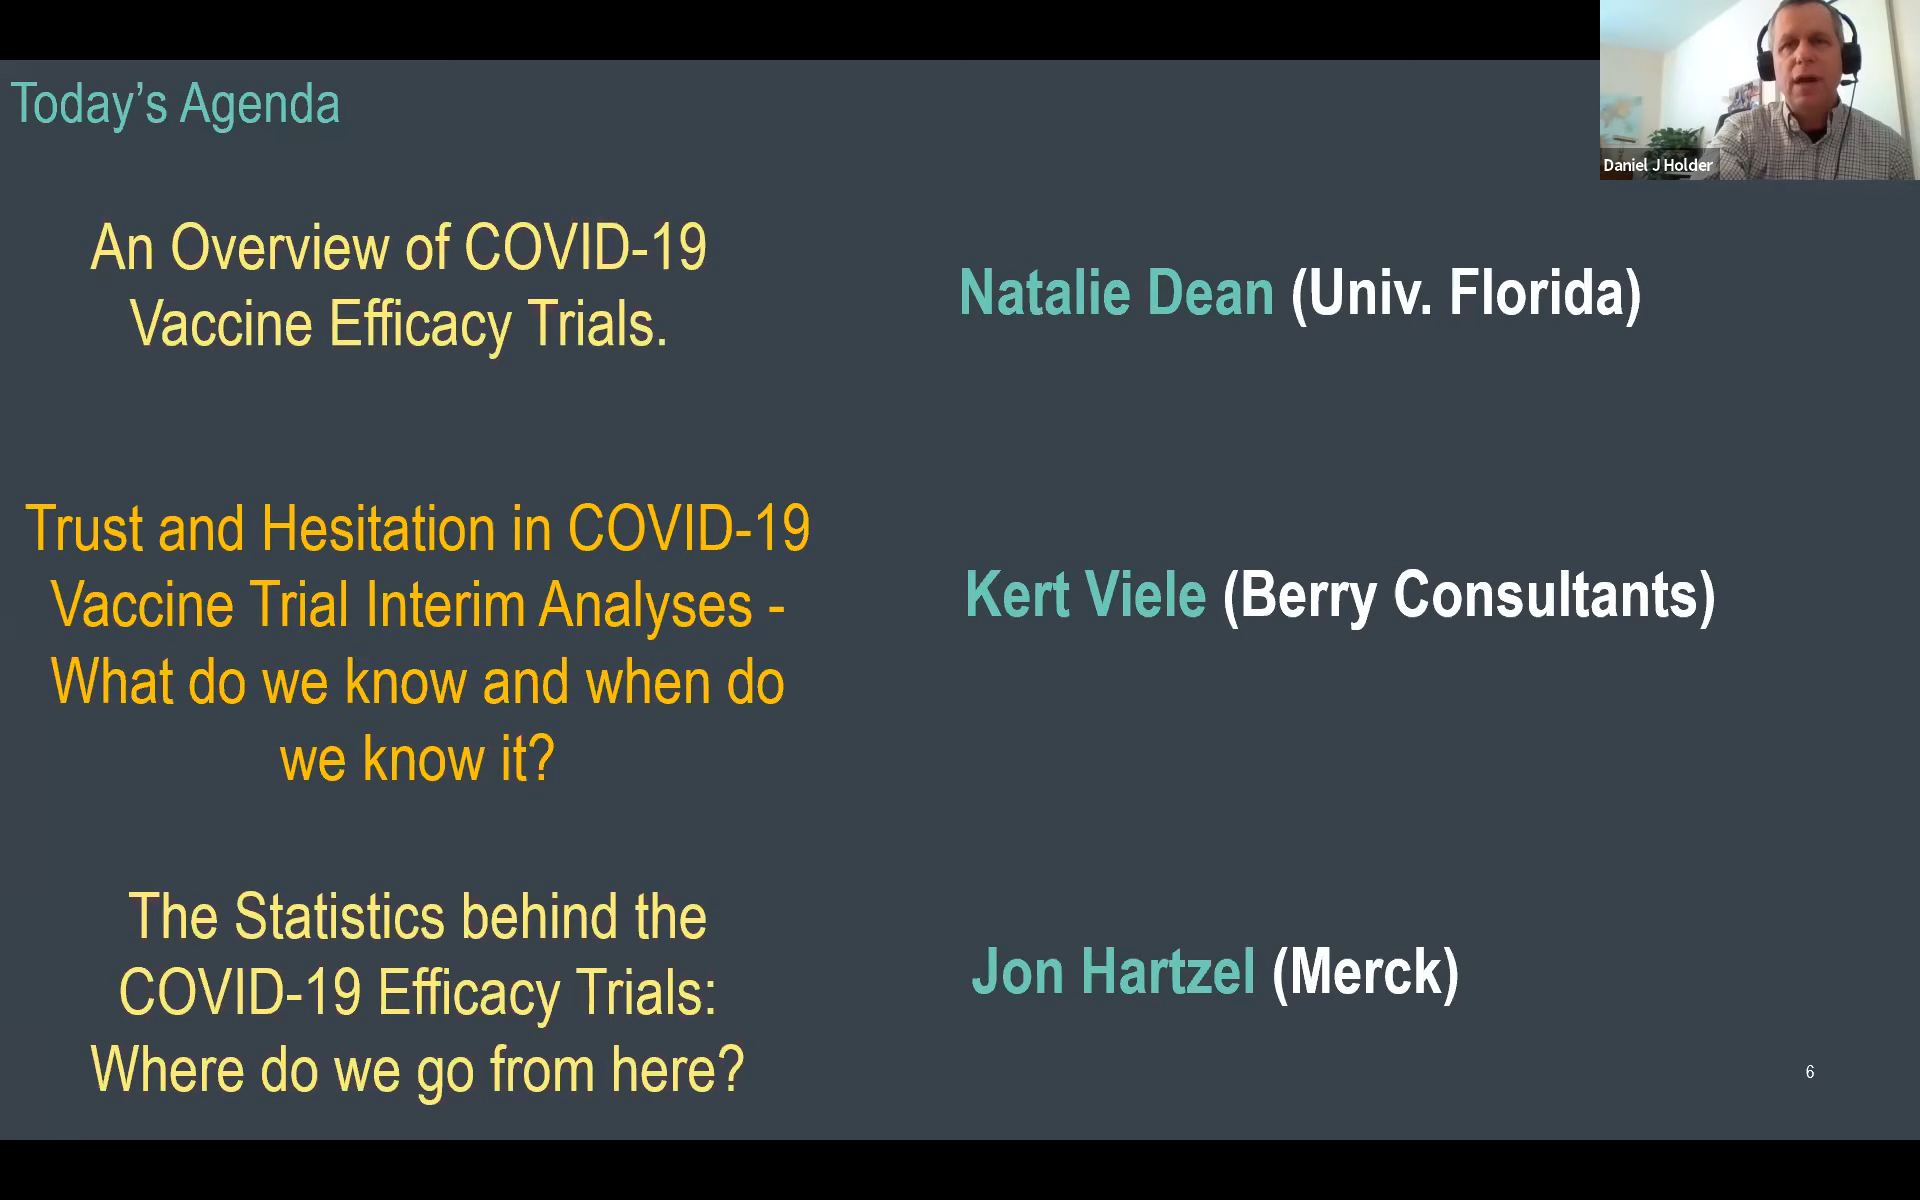 Today’s Agenda
Daniel J Holder
An Overview of COVID-19
Vaccine Efficacy Trials.
Natalie Dean (Univ. Florida)
Trust and Hesitation in COVID-19
Vaccine Trial Interim Analyses -
What do we know and when do
we know it?
Kert Viele (Berry Consultants)
The Statistics behind the
COVID-19 Efficacy Trials:
Where do we go from here?
Jon Hartzel (Merck)
6